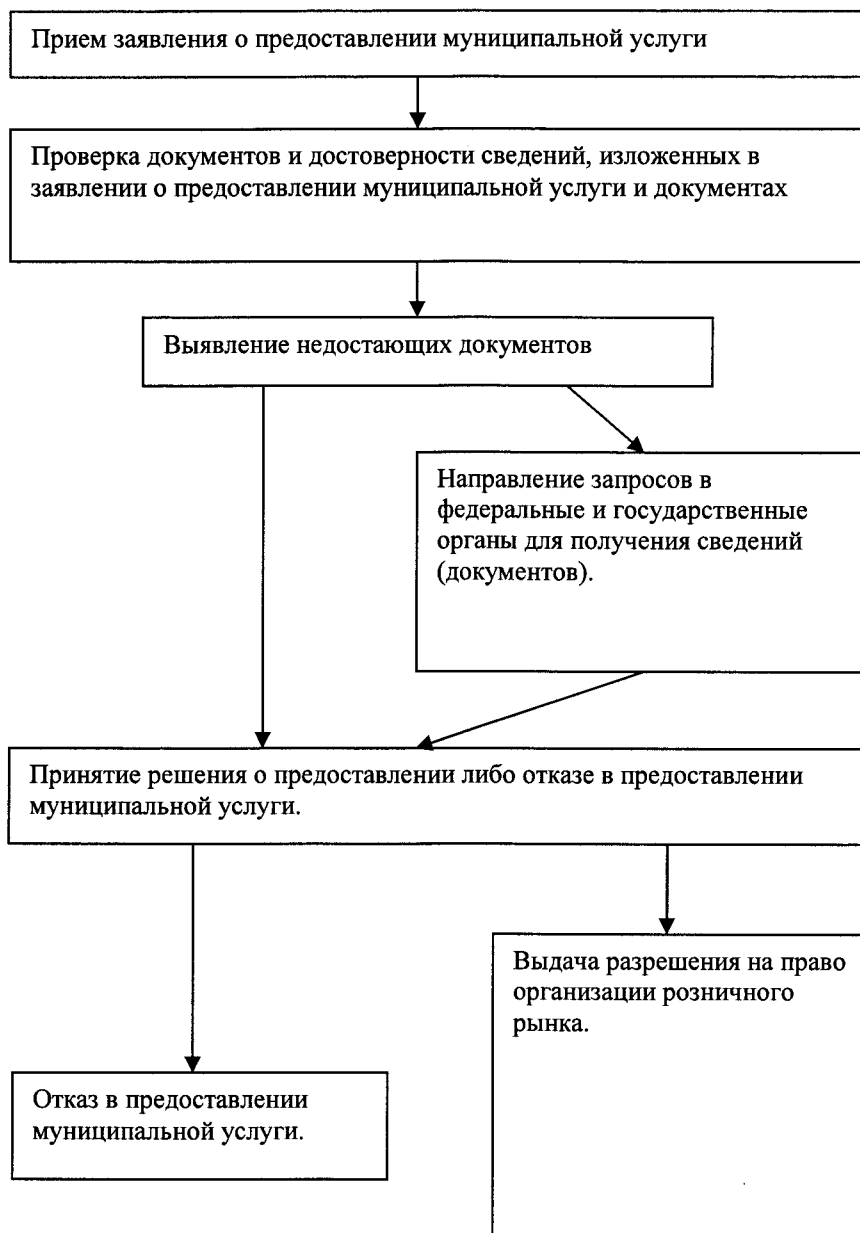 Прием заявления о предоставлении муниципальной услуги
Проверка документов и достоверности сведений, изложенных в
заявлении о предоставлении муниципальной услуги и документах
Выявление недостающих документов
Направление запросов в
федеральные и государственные
органы для получения сведений
(документов).
Принятие решения о предоставлении либо отказе в предоставлении
муниципальной услуги.
Выдача разрешения на право
организации розничного
рынка.
Отказ в предоставлении
муниципальной услуги.